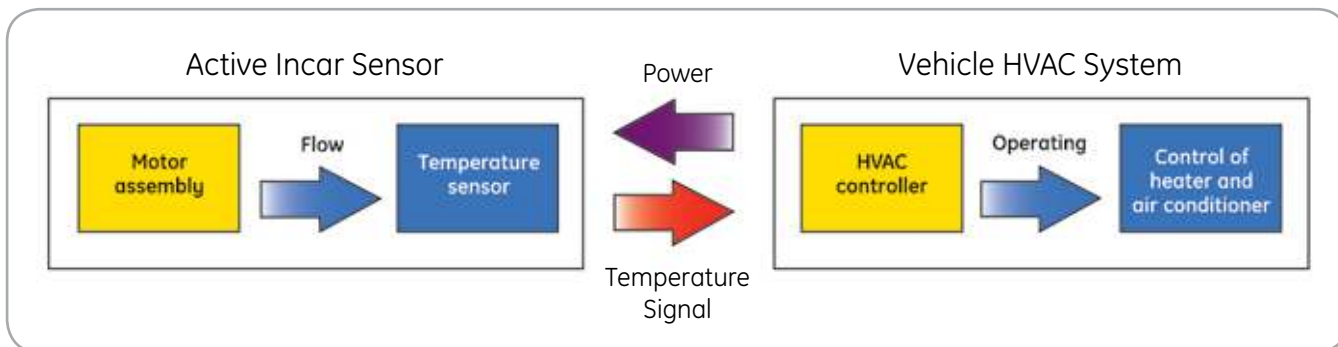 Active Incar Sensor
Power
Vehicle HVAC System
Motor
assembly
Flow
Temperature
sensor
HVAC
controller
Operating
Control of
heater and
air conditioner
Temperature
Signal